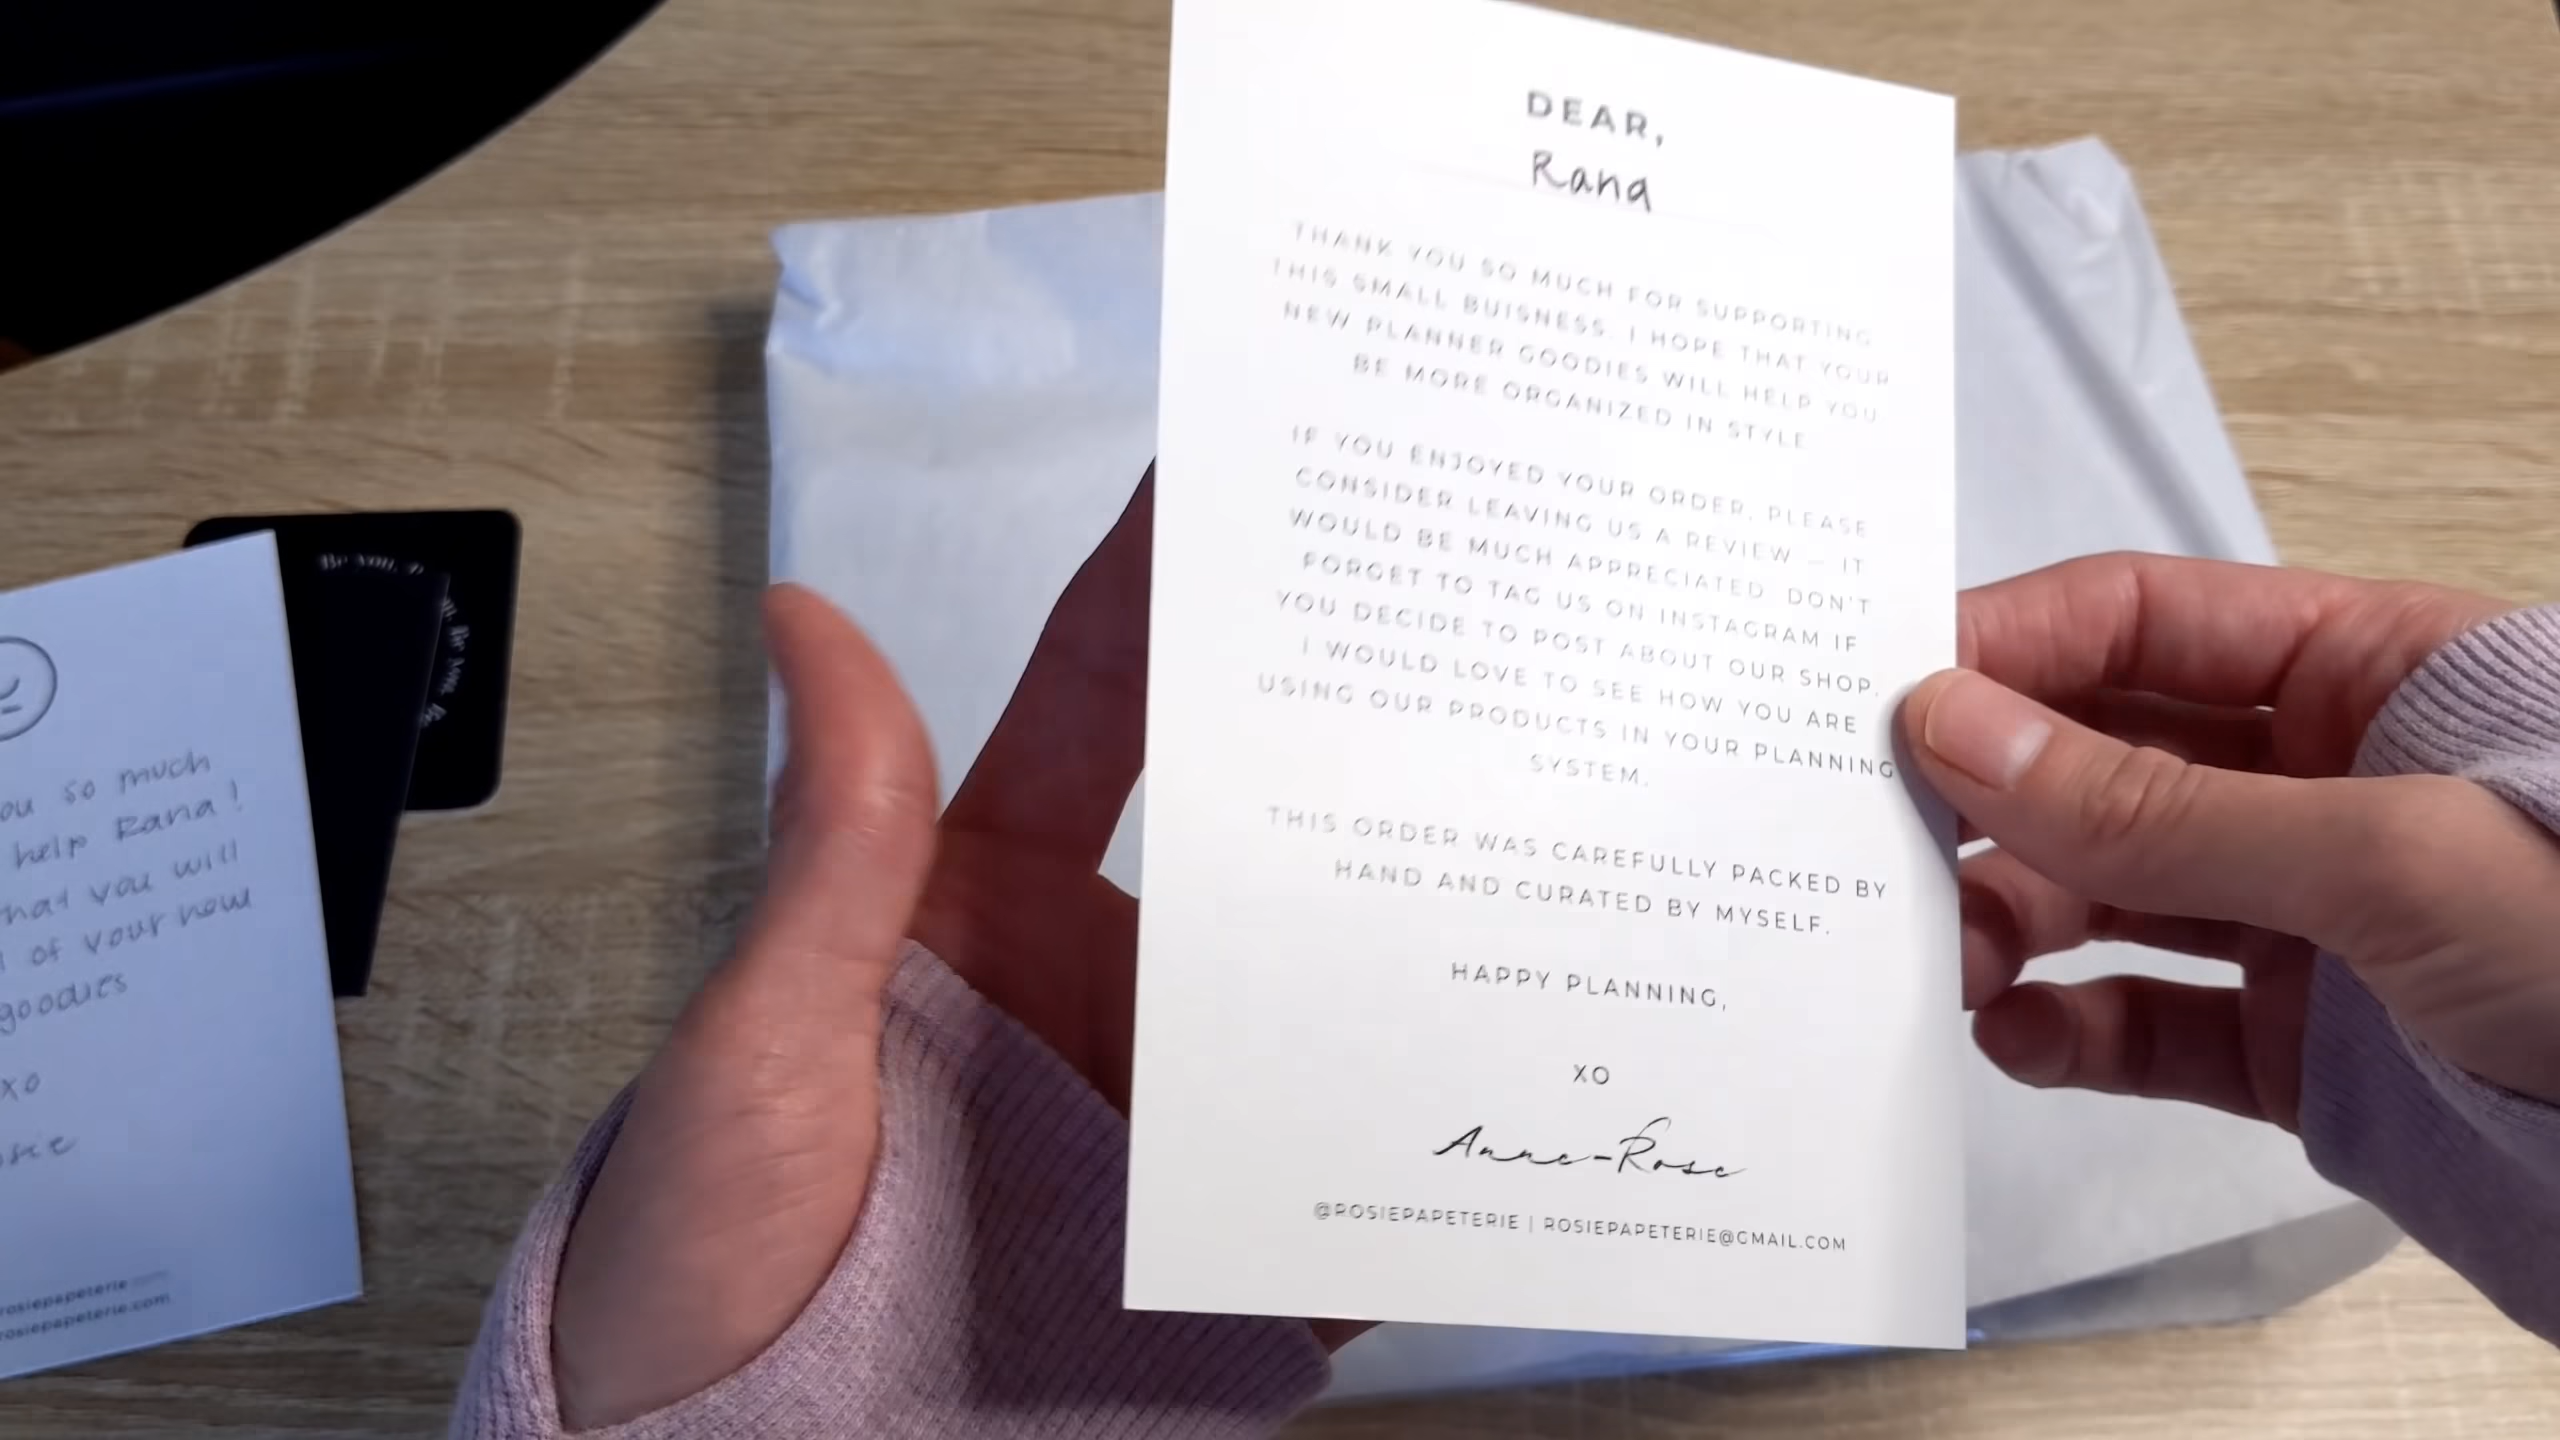 DEAR,
Rana
THANK YOU SO MUCH FOR SUPPORTING
THIS SMALL BUISNESS. I HOPE THAT YOUR
NEW PLANNER GOODIES WILL HELP YOU
BE MORE ORGANIZED IN STYLE
IF YOU ENJOYED YOUR ORDER, PLEASE
CONSIDER LEAVING US A REVIEW – IT
WOULD BE MUCH APPRECIATED DON'T
FORGET TO TAG US ON INSTAGRAM IF
YOU DECIDE TO POST ABOUT OUR SHOP.
I WOULD LOVE TO SEE HOW YOU ARE
USING OUR PRODUCTS IN YOUR PLANNING
SYSTEM.
THIS ORDER WAS CAREFULLY PACKED BY
HAND AND CURATED BY MYSELF.
HAPPY PLANNING,
XO
Anne-Rose
@ROSIEPAPETERIE | ROSIEPAPETERIE@GMAIL.COM
so much
help Rana!
that you will
of your new
goodies
xo
rosiepapeterie
rosiepapeterie.com
Be you.